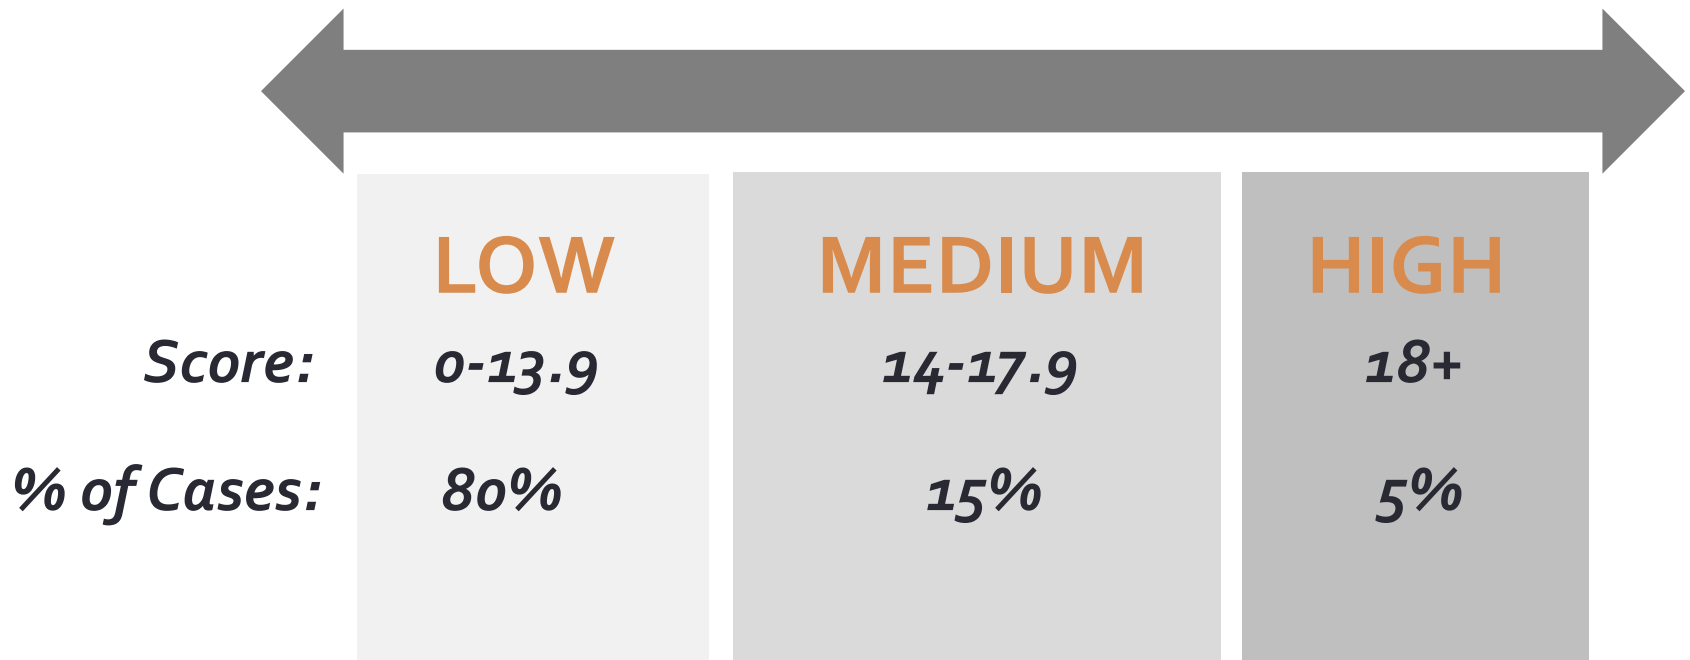 LOW MEDIUM HIGH
Score: 0-13.9 14-17.9 18+
% of Cases: 80% 15% 5%